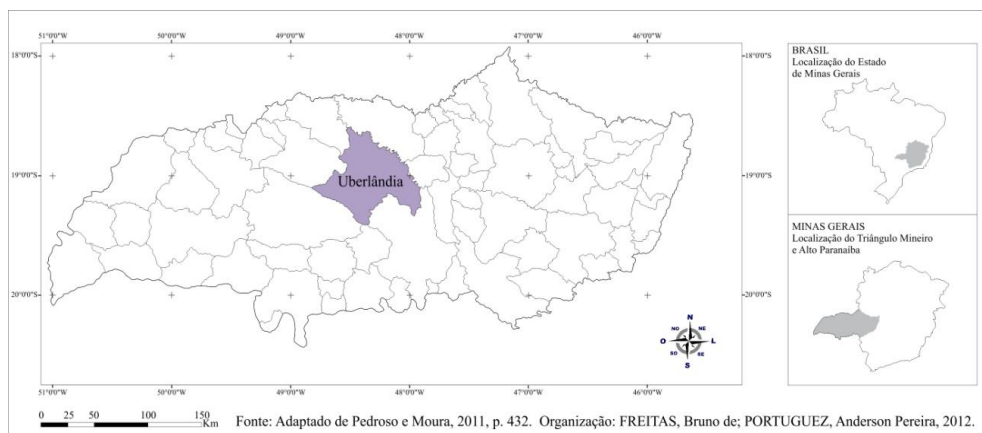 51°0'0"W 50°0'0"W 49°0'0"W 48°0'0"W 47°0'0"W 46°0'0"W
18°0'0"S 18°0'0"S
19°0'0"S 19°0'0"S
20°0'0"S 20°0'0"S
Uberlândia
N
NO NE
O L
SO SE
S
51°0'0"W 50°0'0"W 49°0'0"W 48°0'0"W 47°0'0"W 46°0'0"W
BRASIL
Localização do Estado
de Minas Gerais
MINAS GERAIS
Localização do Triângulo Mineiro
e Alto Paranaíba
0 25 50 100 150
Km
Fonte: Adaptado de Pedroso e Moura, 2011, p. 432. Organização: FREITAS, Bruno de; PORTUGUEZ, Anderson Pereira, 2012.